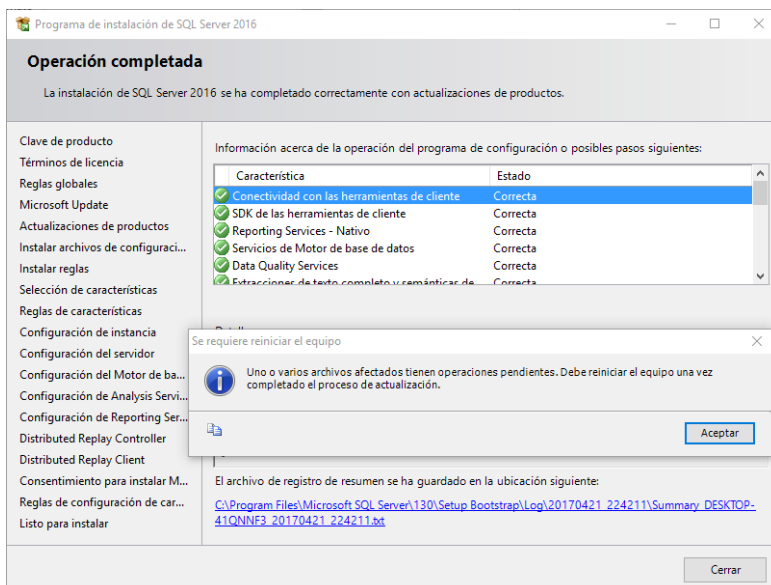 Programa de instalación de SQL Server 2016
Operación completada
La instalación de SQL Server 2016 se ha completado correctamente con actualizaciones de productos.
Clave de producto
Términos de licencia
Reglas globales
Microsoft Update
Actualizaciones de productos
Instalar archivos de configuraci...
Instalar reglas
Selección de características
Reglas de características
Configuración de instancia
Configuración del servidor
Configuración del Motor de ba...
Configuración de Analysis Servi...
Configuración de Reporting Ser...
Distributed Replay Controller
Distributed Replay Client
Consentimiento para instalar M...
Reglas de configuración de car...
Listo para instalar
Información acerca de la operación del programa de configuración o posibles pasos siguientes:
Característica Estado
Conectividad con las herramientas de cliente Correcta
SDK de las herramientas de cliente Correcta
Reporting Services - Nativo Correcta
Servicios de Motor de base de datos Correcta
Data Quality Services Correcta
Extracciones de texto completo y semánticas de Correcta
Se requiere reiniciar el equipo
Uno o varios archivos afectados tienen operaciones pendientes. Debe reiniciar el equipo una vez
completado el proceso de actualización.
Aceptar
El archivo de registro de resumen se ha guardado en la ubicación siguiente:
C:\Program Files\Microsoft SQL Server\130\Setup Bootstrap\Log\20170421_224211\Summary_DESKTOP-
41QNNF3_20170421_224211.txt
Cerrar